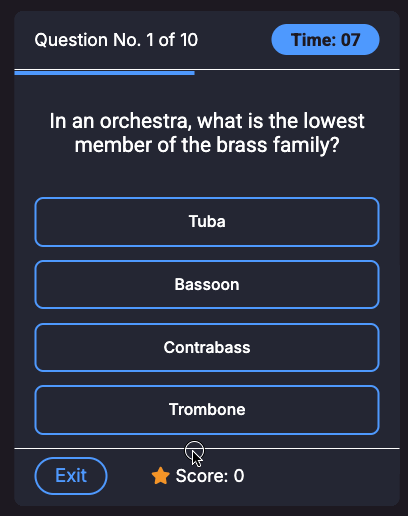 Question No. 1 of 10
Time: 07
In an orchestra, what is the lowest
member of the brass family?
Tuba
Bassoon
Contrabass
Trombone
Exit
Score: 0